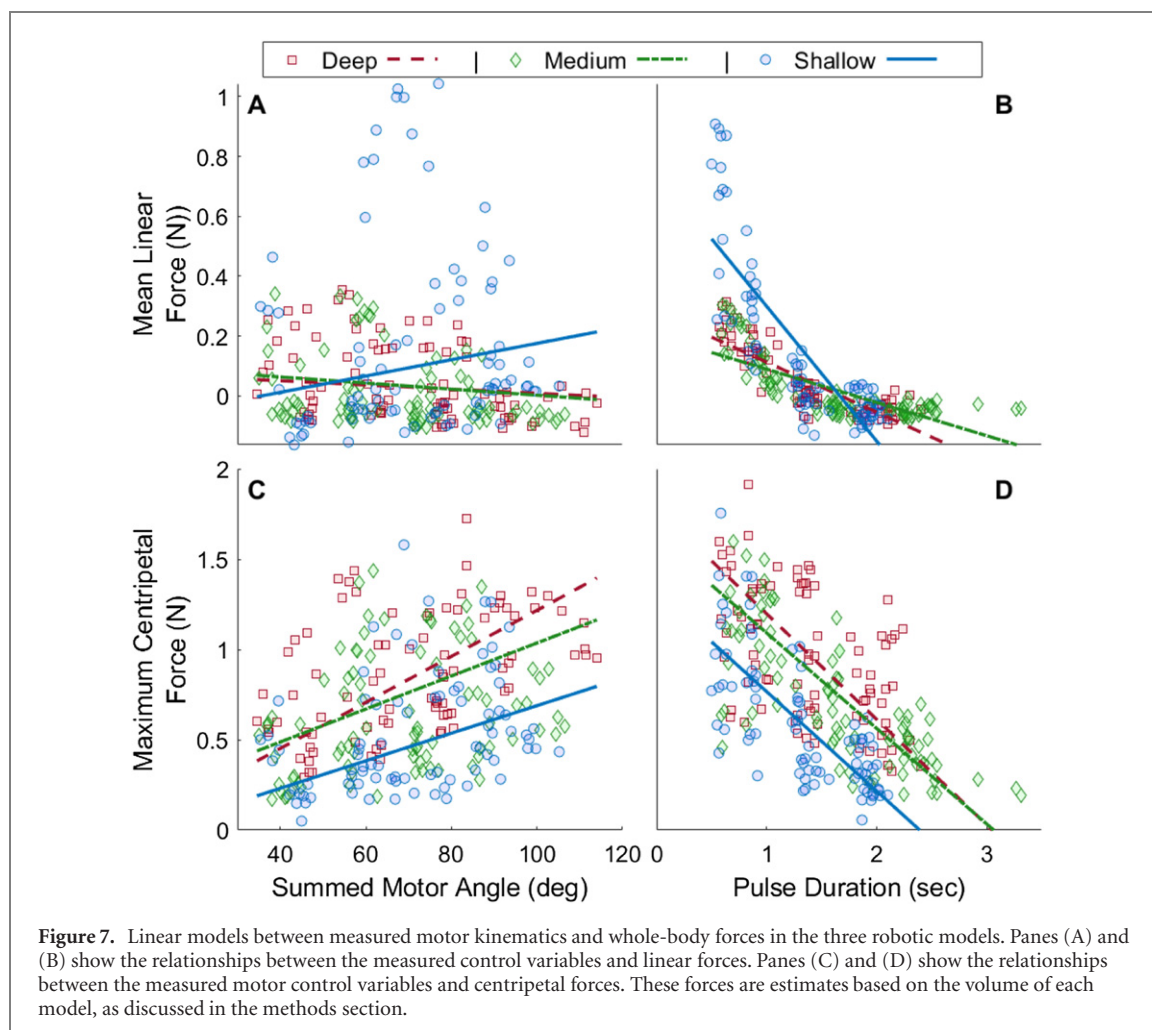 Deep | Medium | Shallow
A
B
1
0.8
0.6
0.4
0.2
0
Mean Linear
Force (N))
C
D
2
1.5
1
0.5
0
Maximum Centripetal
Force (N)
40 60 80 100 120
0 1 2 3
Summed Motor Angle (deg)
Pulse Duration (sec)
Figure 7. Linear models between measured motor kinematics and whole-body forces in the three robotic models. Panes (A) and
(B) show the relationships between the measured control variables and linear forces. Panes (C) and (D) show the relationships
between the measured motor control variables and centripetal forces. These forces are estimates based on the volume of each
model, as discussed in the methods section.